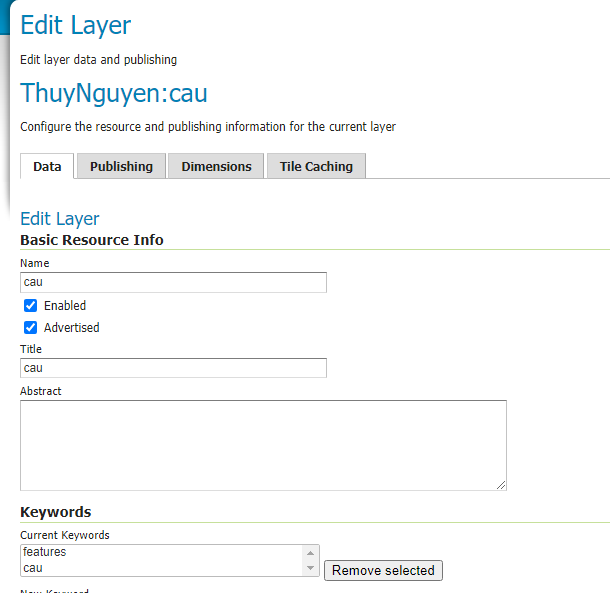 Edit Layer
Edit layer data and publishing
ThuyNguyen:cau
Configure the resource and publishing information for the current layer
Data Publishing Dimensions Tile Caching
Edit Layer
Basic Resource Info
Name
cau
Enabled
Advertised
Title
cau
Abstract
Keywords
Current Keywords
features
cau
Remove selected
New Keyword